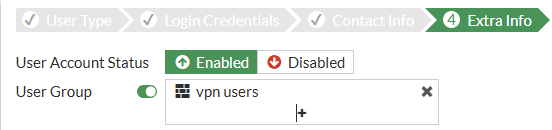 User Type Login Credentials Contact Info 4 Extra Info
User Account Status Enabled Disabled
User Group vpn users
+